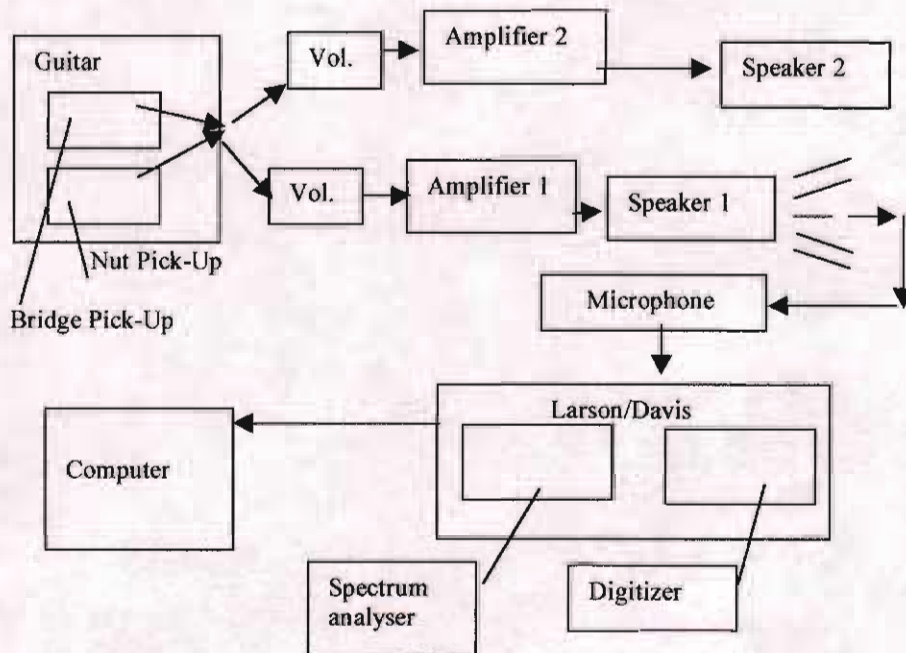 Guitar
Vol.
Amplifier 2
Speaker 2
Vol.
Amplifier 1
Speaker 1
Nut Pick-Up
Bridge Pick-Up
Microphone
Larson/Davis
Computer
Spectrum
analyser
Digitizer